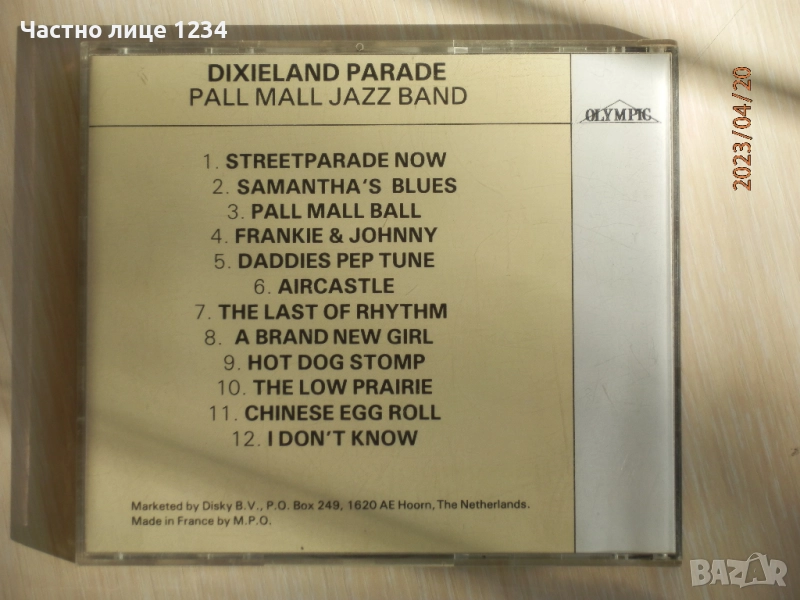 Частно лице 1234
DIXIELAND PARADE
PALL MALL JAZZ BAND
OLYMPIC
2023/04/20
1. STREETPARADE NOW
2. SAMANTHA'S BLUES
3. PALL MALL BALL
4. FRANKIE & JOHNNY
5. DADDIES PEP TUNE
6. AIRCASTLE
7. THE LAST OF RHYTHM
8. A BRAND NEW GIRL
9. HOT DOG STOMP
10. THE LOW PRAIRIE
11. CHINESE EGG ROLL
12. I DON'T KNOW
Marketed by Disky B.V., P.O. Box 249, 1620 AE Hoorn, The Netherlands.
Made in France by M.P.O.
BAZAR